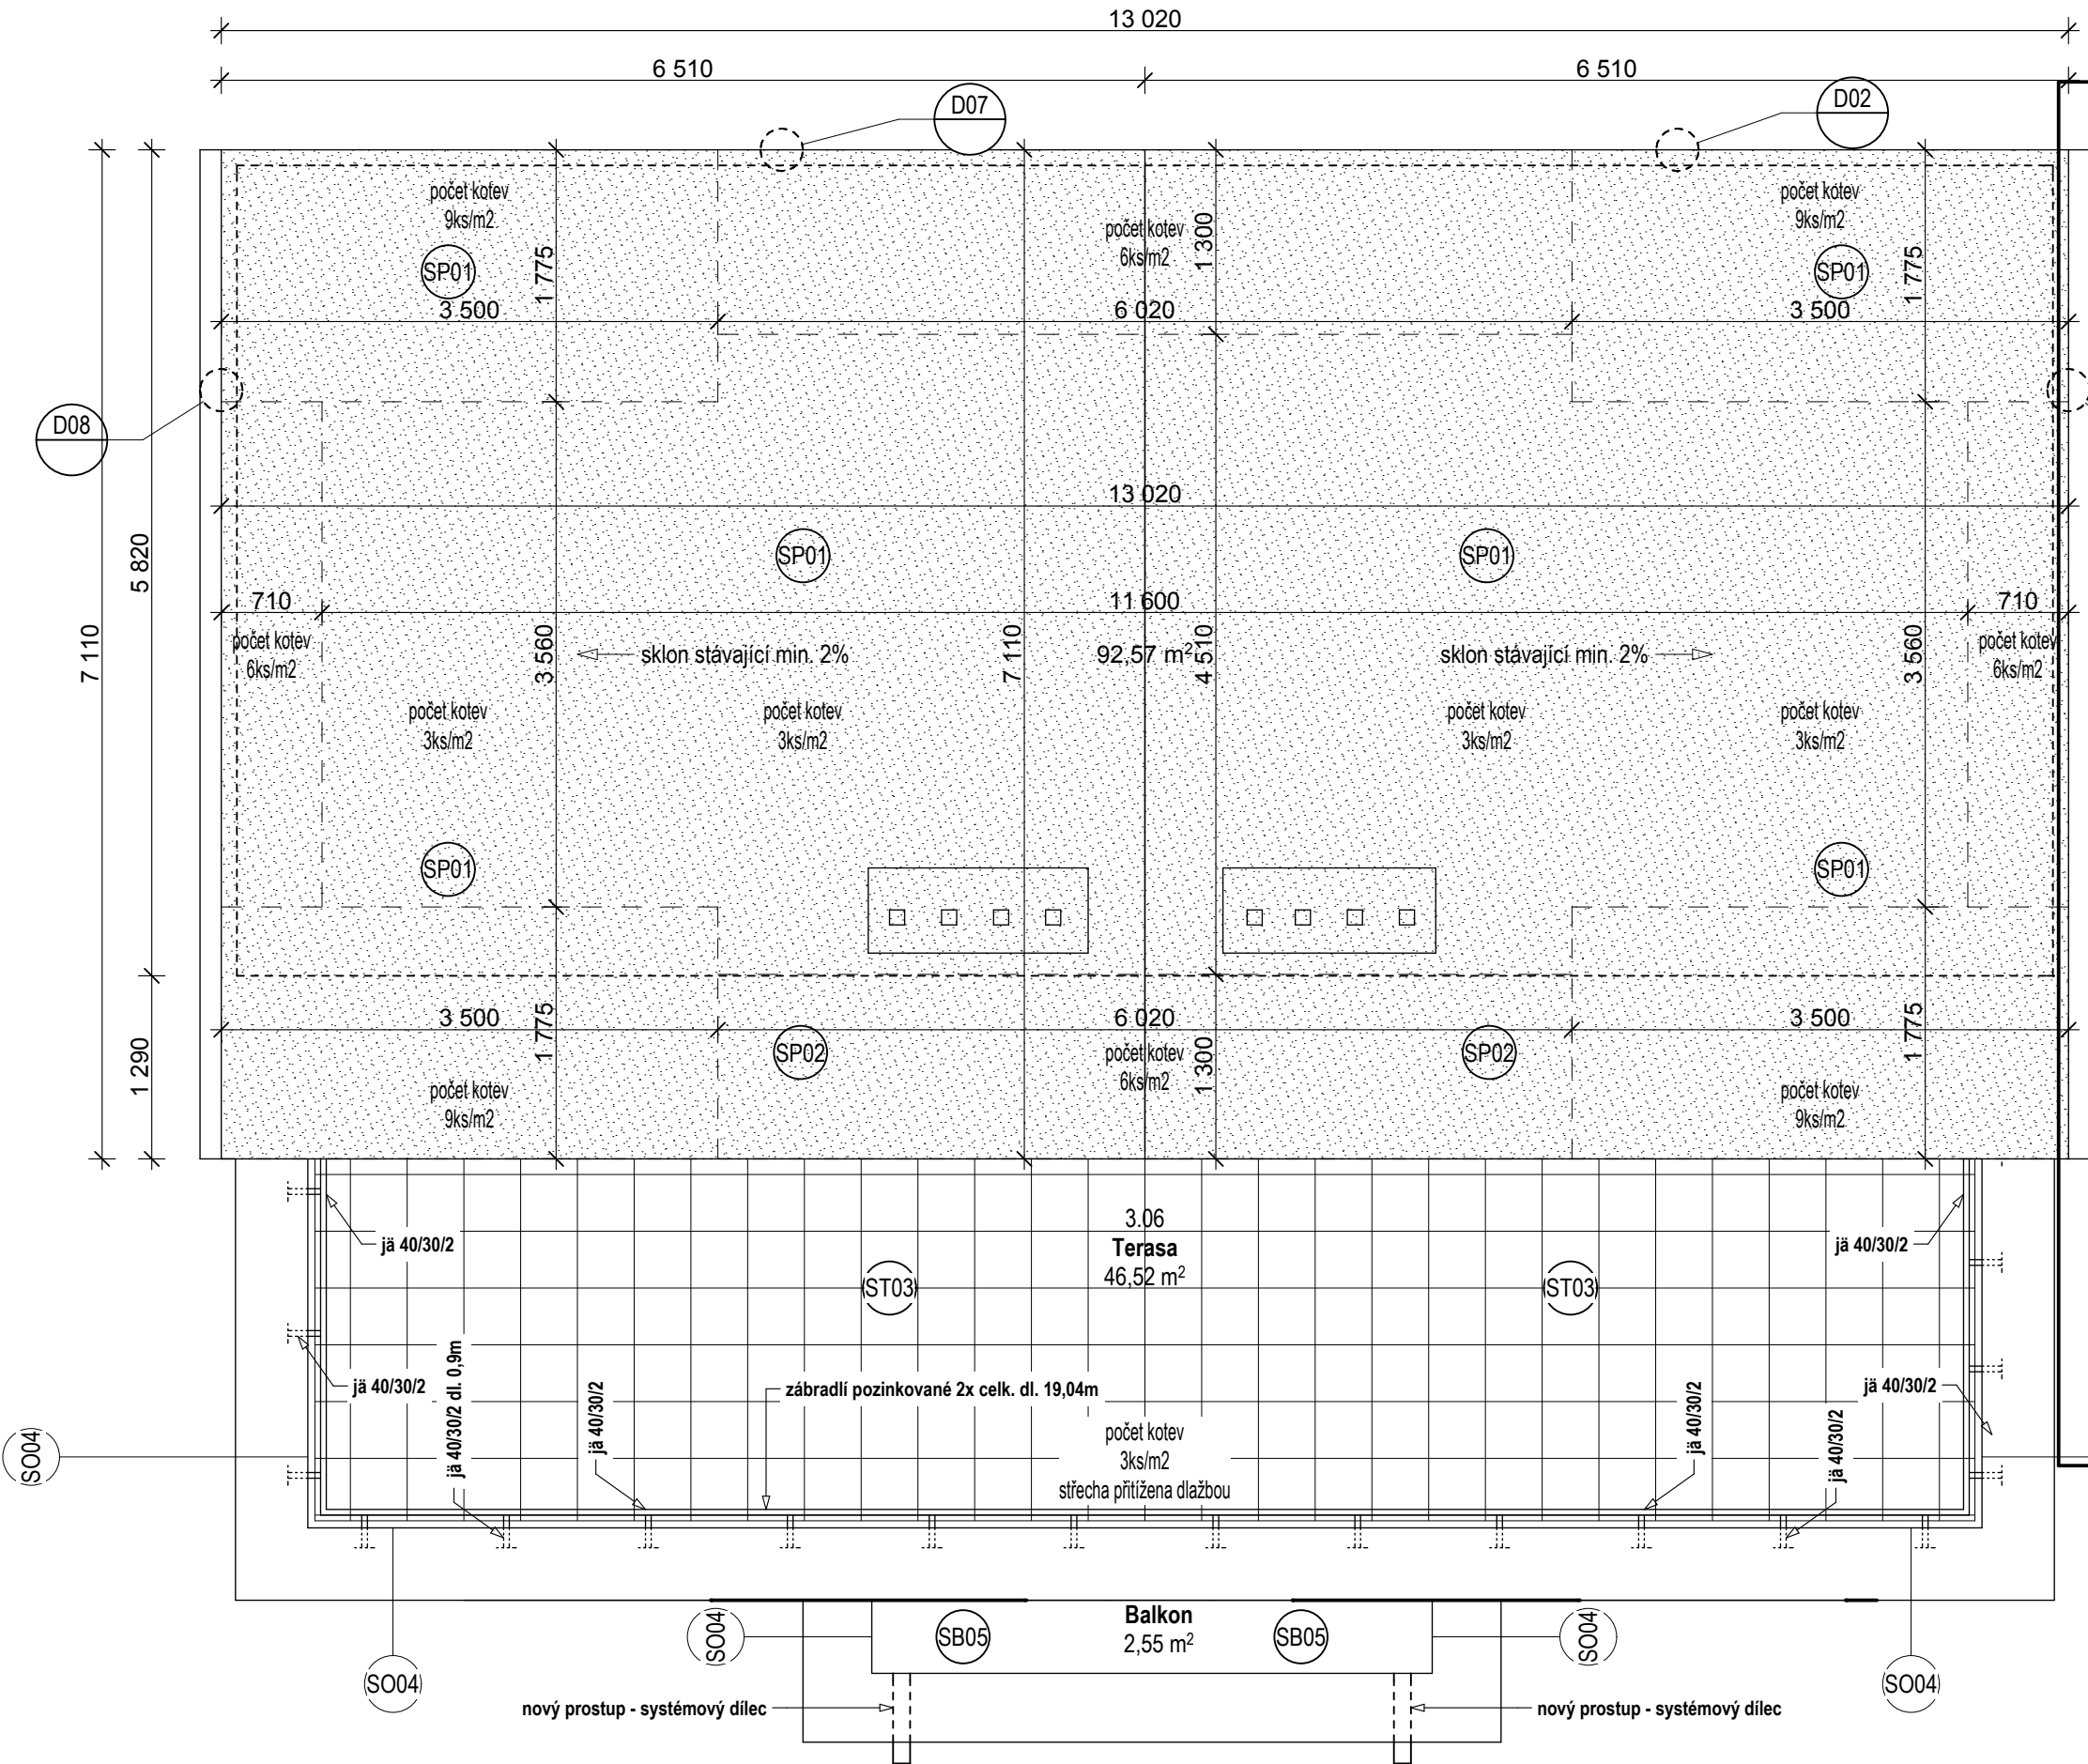 13 020
6 510
6 510
D07
D02
počet kotev
9ks/m2
počet kotev
6ks/m2
počet kotev
9ks/m2
SP01
1 775
1 300
1 775
SP01
3 500
6 020
3 500
D08
13 020
5 820
SP01
SP01
710
11 600
710
7 110
počet kotev
6ks/m2
3 560
sklon stávající min. 2%
7 110
92,57 m²
4 510
sklon stávající min. 2%
3 560
počet kotev
6ks/m2
počet kotev
3ks/m2
počet kotev
3ks/m2
počet kotev
3ks/m2
počet kotev
3ks/m2
SP01
SP01
3 500
1 775
6 020
3 500
1 775
1 290
SP02
počet kotev
6ks/m2
1 300
SP02
počet kotev
9ks/m2
počet kotev
9ks/m2
3.06
Terasa
46,52 m²
jä 40/30/2
jä 40/30/2
ST03
ST03
jä 40/30/2
jä 40/30/2 dl. 0,9m
jä 40/30/2
zábradlí pozinkované 2x celk. dl. 19,04m
jä 40/30/2
jä 40/30/2
jä 40/30/2
počet kotev
3ks/m2
střecha přitížena dlažbou
SO04
Balkon
2,55 m²
SO04
SB05
SB05
SO04
SO04
SO04
nový prostup - systémový dílec
nový prostup - systémový dílec